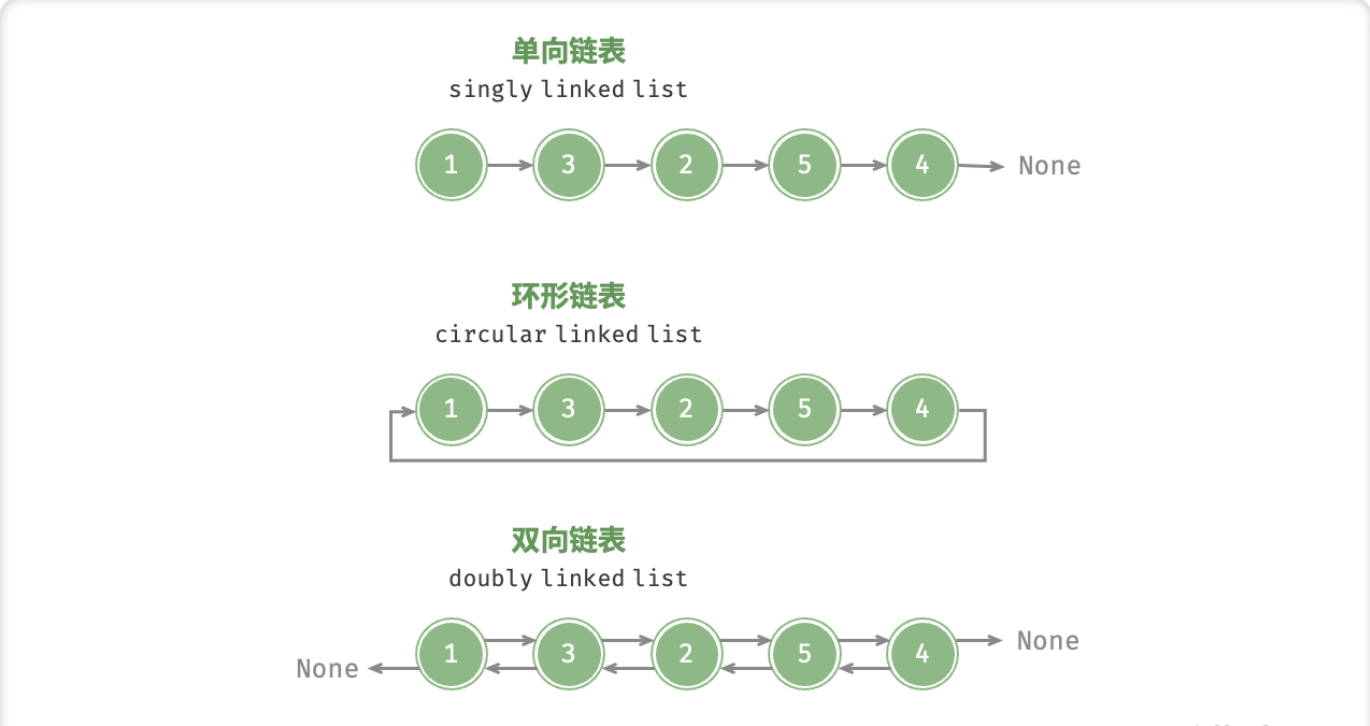 单向链表
singly linked list
1 3 2 5 4 None
环形链表
circular linked list
1 3 2 5 4
双向链表
doubly linked list
1 3 2 5 4 None
None